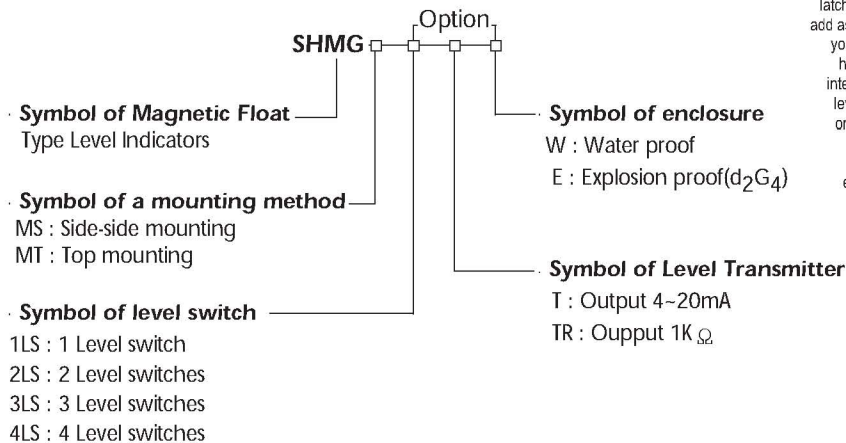 Option
SHMG
· Symbol of Magnetic Float
Type Level Indicators
· Symbol of a mounting method
MS : Side-side mounting
MT : Top mounting
· Symbol of level switch
1LS : 1 Level switch
2LS : 2 Level switches
3LS : 3 Level switches
4LS : 4 Level switches
· Symbol of enclosure
W : Water proof
E : Explosion proof(d2G4)
· Symbol of Level Transmitter
T : Output 4~20mA
TR : Oupput 1K Ω
latch